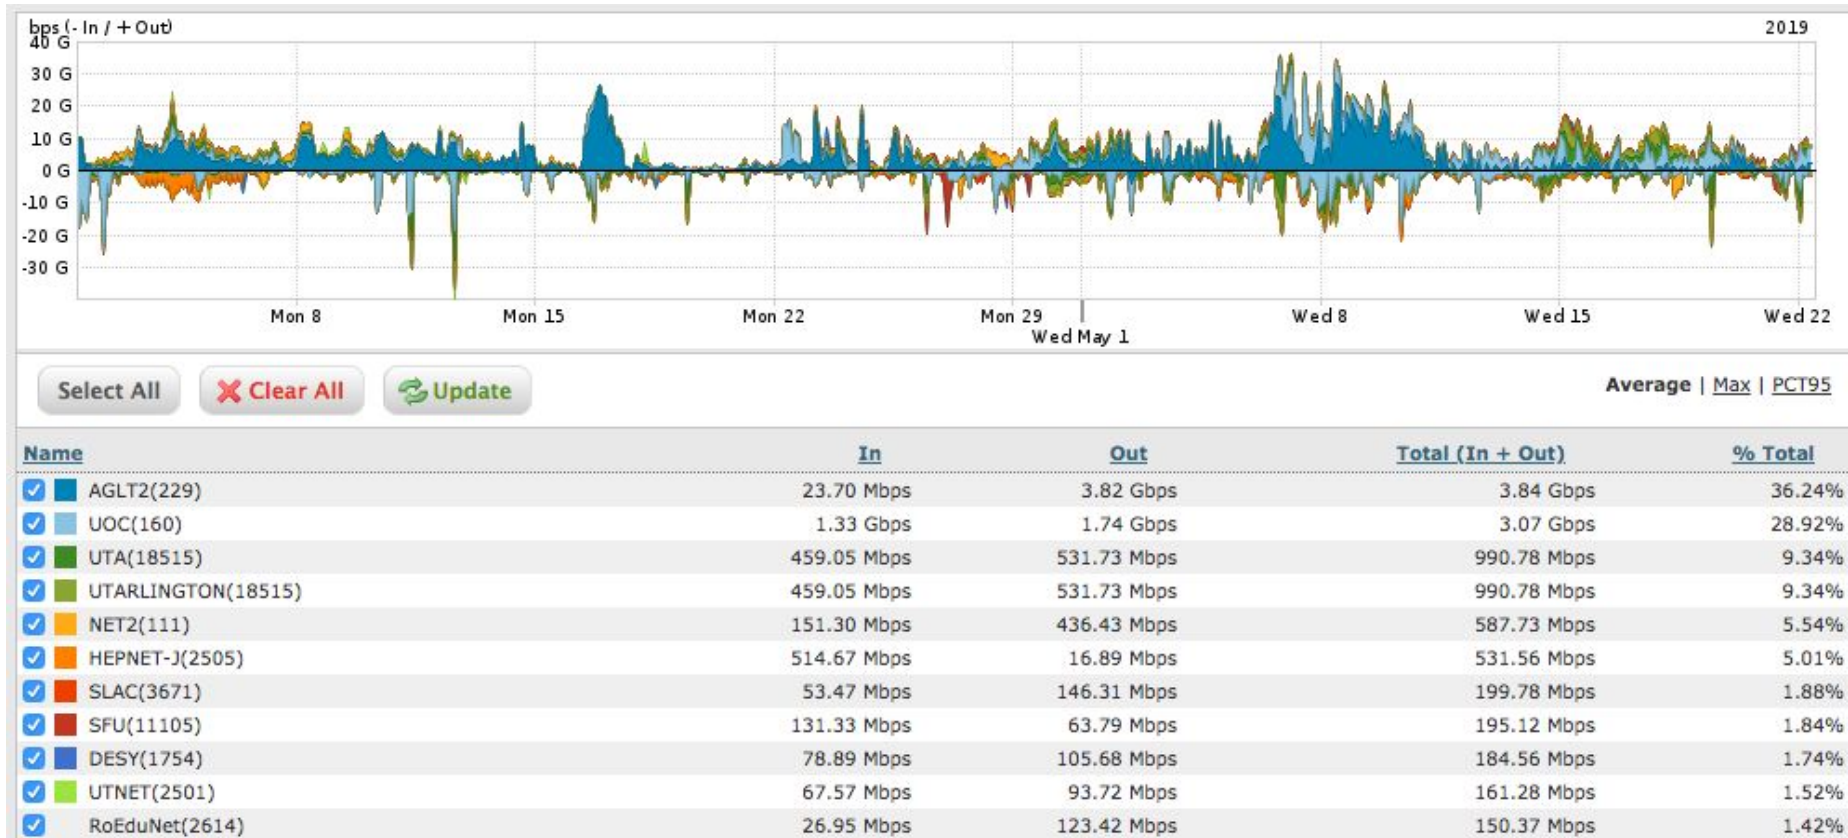 bps (- In / + Out) 2019
40 G
30 G
20 G
10 G
0 G
-10 G
-20 G
-30 G
Mon 8 Mon 15 Mon 22 Mon 29 Wed 8 Wed 15 Wed 22
Wed May 1
Select All Clear All Update Average | Max | PCT95
Name In Out Total (In + Out) % Total
AGLT2(229) 23.70 Mbps 3.82 Gbps 3.84 Gbps 36.24%
UOC(160) 1.33 Gbps 1.74 Gbps 3.07 Gbps 28.92%
UTA(18515) 459.05 Mbps 531.73 Mbps 990.78 Mbps 9.34%
UTARLINGTON(18515) 459.05 Mbps 531.73 Mbps 990.78 Mbps 9.34%
NET2(111) 151.30 Mbps 436.43 Mbps 587.73 Mbps 5.54%
HEPNET-J(2505) 514.67 Mbps 16.89 Mbps 531.56 Mbps 5.01%
SLAC(3671) 53.47 Mbps 146.31 Mbps 199.78 Mbps 1.88%
SFU(11105) 131.33 Mbps 63.79 Mbps 195.12 Mbps 1.84%
DESY(1754) 78.89 Mbps 105.68 Mbps 184.56 Mbps 1.74%
UTNET(2501) 67.57 Mbps 93.72 Mbps 161.28 Mbps 1.52%
RoEduNet(2614) 26.95 Mbps 123.42 Mbps 150.37 Mbps 1.42%